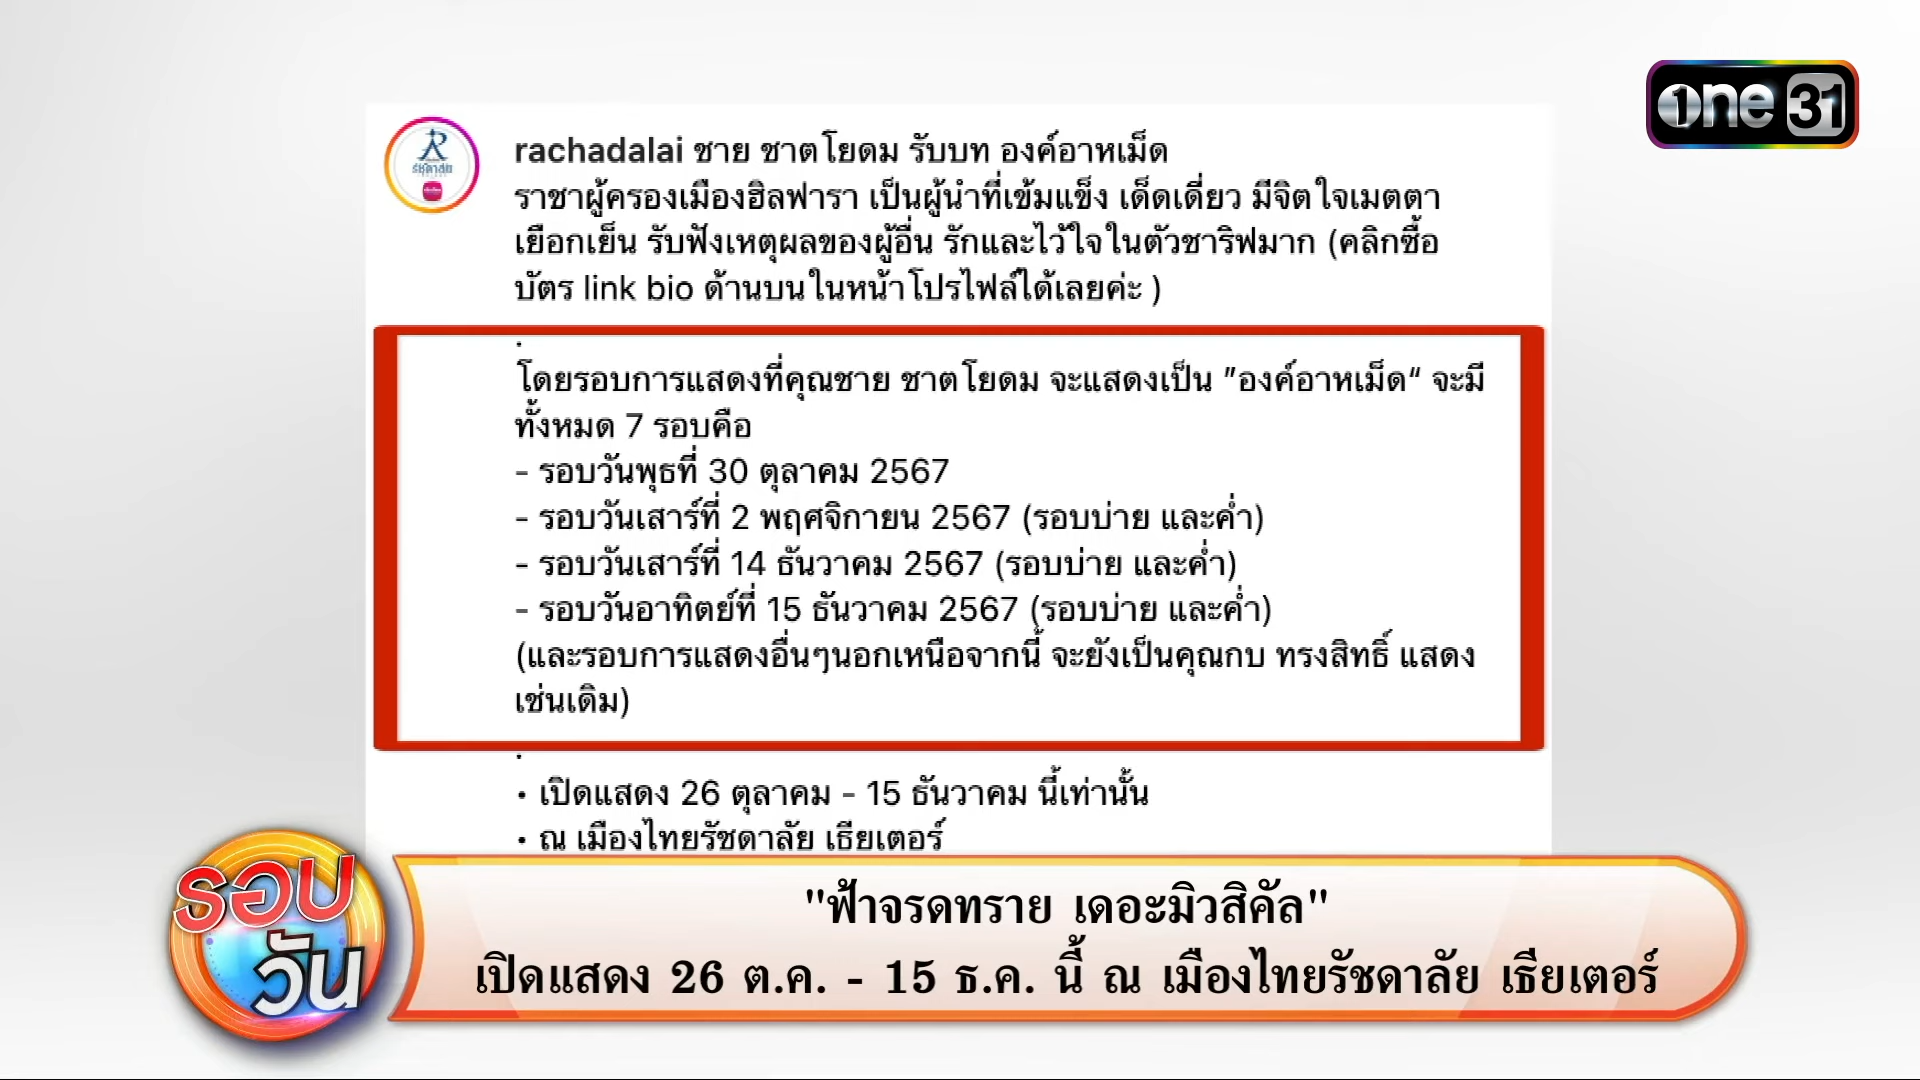 one 31
รัชดาลัย
rachadalai ชาย ชาตโยดม รับบท องค์อาหเม็ด
ราชาผู้ครองเมืองฮิลฟารา เป็นผู้นำที่เข้มแข็ง เด็ดเดี่ยว มีจิตใจเมตตา
เยือกเย็น รับฟังเหตุผลของผู้อื่น รักและไว้ใจในตัวชาริฟมาก (คลิกซื้อ
บัตร link bio ด้านบนในหน้าโปรไฟล์ได้เลยค่ะ )
.
โดยรอบการแสดงที่คุณชาย ชาตโยดม จะแสดงเป็น ”องค์อาหเม็ด“ จะมี
ทั้งหมด 7 รอบคือ
- รอบวันพุธที่ 30 ตุลาคม 2567
- รอบวันเสาร์ที่ 2 พฤศจิกายน 2567 (รอบบ่าย และค่ำ)
- รอบวันเสาร์ที่ 14 ธันวาคม 2567 (รอบบ่าย และค่ำ)
- รอบวันอาทิตย์ที่ 15 ธันวาคม 2567 (รอบบ่าย และค่ำ)
(และรอบการแสดงอื่นๆนอกเหนือจากนี้ จะยังเป็นคุณกบ ทรงสิทธิ์ แสดง
เช่นเดิม)
.
• เปิดแสดง 26 ตุลาคม - 15 ธันวาคม นี้เท่านั้น
• ณ เมืองไทยรัชดาลัย เธียเตอร์
รอบ
วัน
"ฟ้าจรดทราย เดอะมิวสิคัล"
เปิดแสดง 26 ต.ค. - 15 ธ.ค. นี้ ณ เมืองไทยรัชดาลัย เธียเตอร์